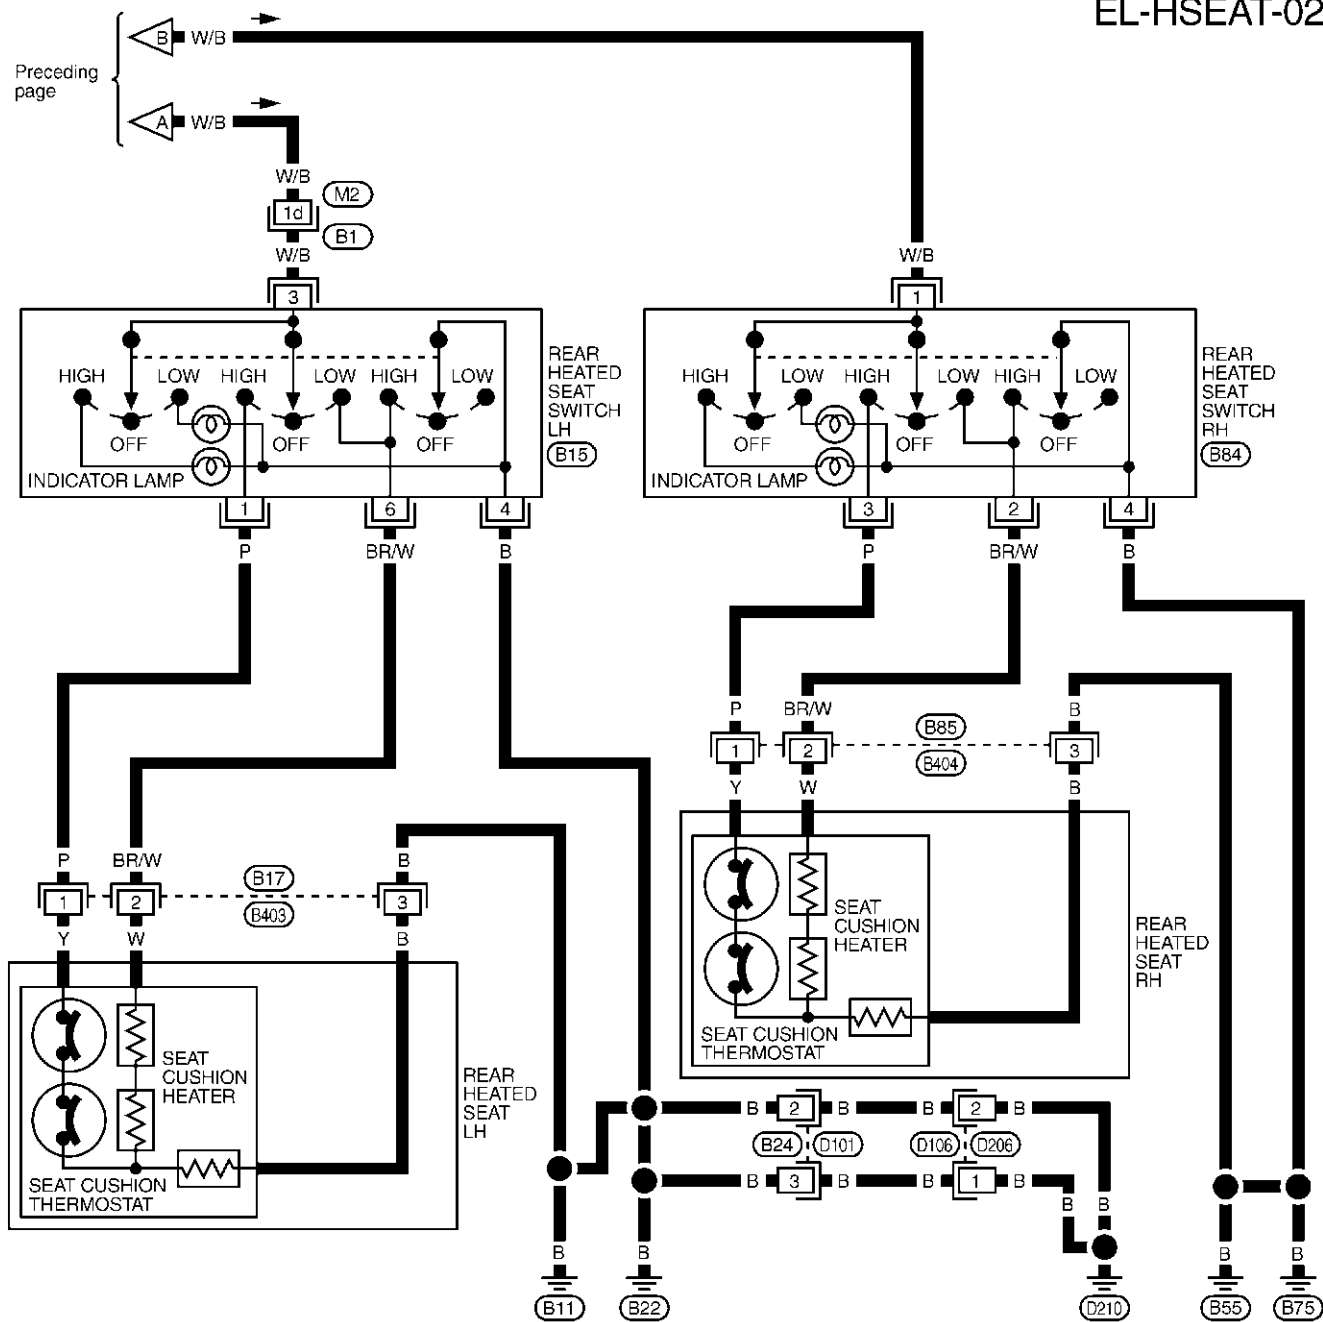 EL-HSEAT-02
B W/B
Preceding
page
A W/B
W/B
M2
1d
B1
W/B W/B
3 1
HIGH LOW HIGH LOW HIGH LOW
OFF OFF OFF
INDICATOR LAMP
REAR
HEATED
SEAT
SWITCH
LH
B15
HIGH LOW HIGH LOW HIGH LOW
OFF OFF OFF
INDICATOR LAMP
REAR
HEATED
SEAT
SWITCH
RH
B84
1 6 4 3 2 4
P BR/W B P BR/W B
P BR/W B
B85
1 2 3
B404
Y W B
SEAT
CUSHION
HEATER
SEAT CUSHION
THERMOSTAT
REAR
HEATED
SEAT
RH
P BR/W B
B17
1 2 3
B403
Y W B
SEAT
CUSHION
HEATER
SEAT CUSHION
THERMOSTAT
REAR
HEATED
SEAT
LH
B 2 B B 2 B
B24 D101 D106 D206
B 3 B B 1 B
B B
B B B B
B11 B22 D210 B55 B75